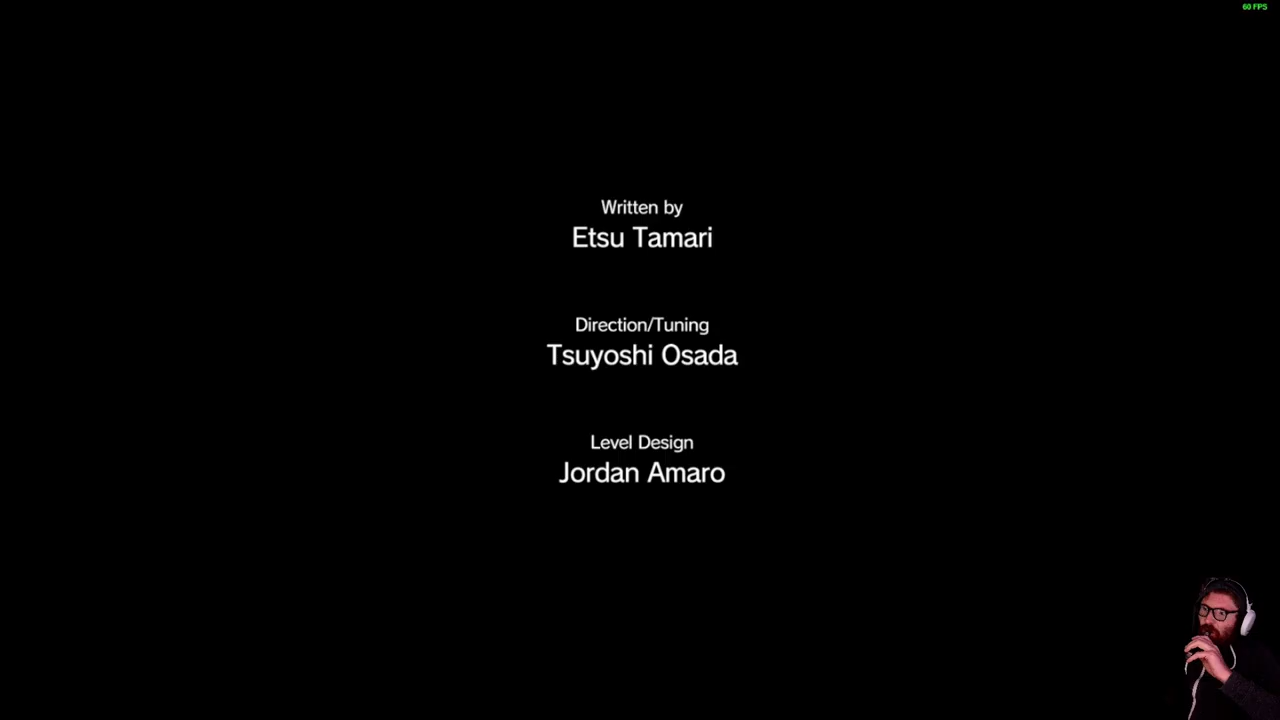 60 FPS
Written by
Etsu Tamari
Direction/Tuning
Tsuyoshi Osada
Level Design
Jordan Amaro